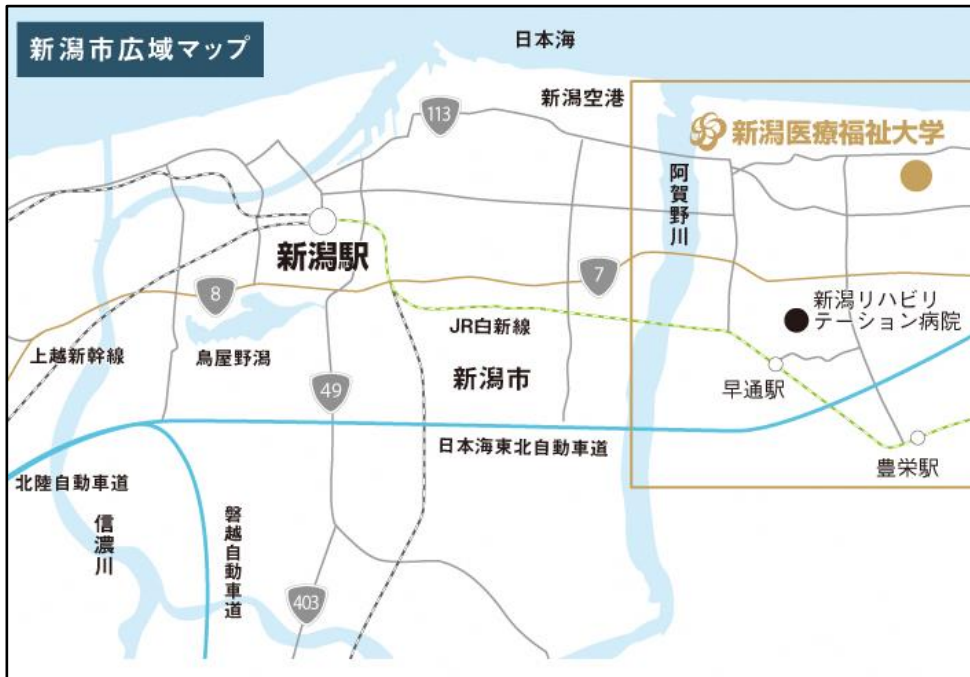 新潟市広域マップ
日本海
新潟空港
113
新潟医療福祉大学
阿賀野川
新潟駅
8
7
新潟リハビリ
テーション病院
JR白新線
上越新幹線
鳥屋野潟
新潟市
49
早通駅
日本海東北自動車道
豊栄駅
北陸自動車道
信濃川
磐越自動車道
403